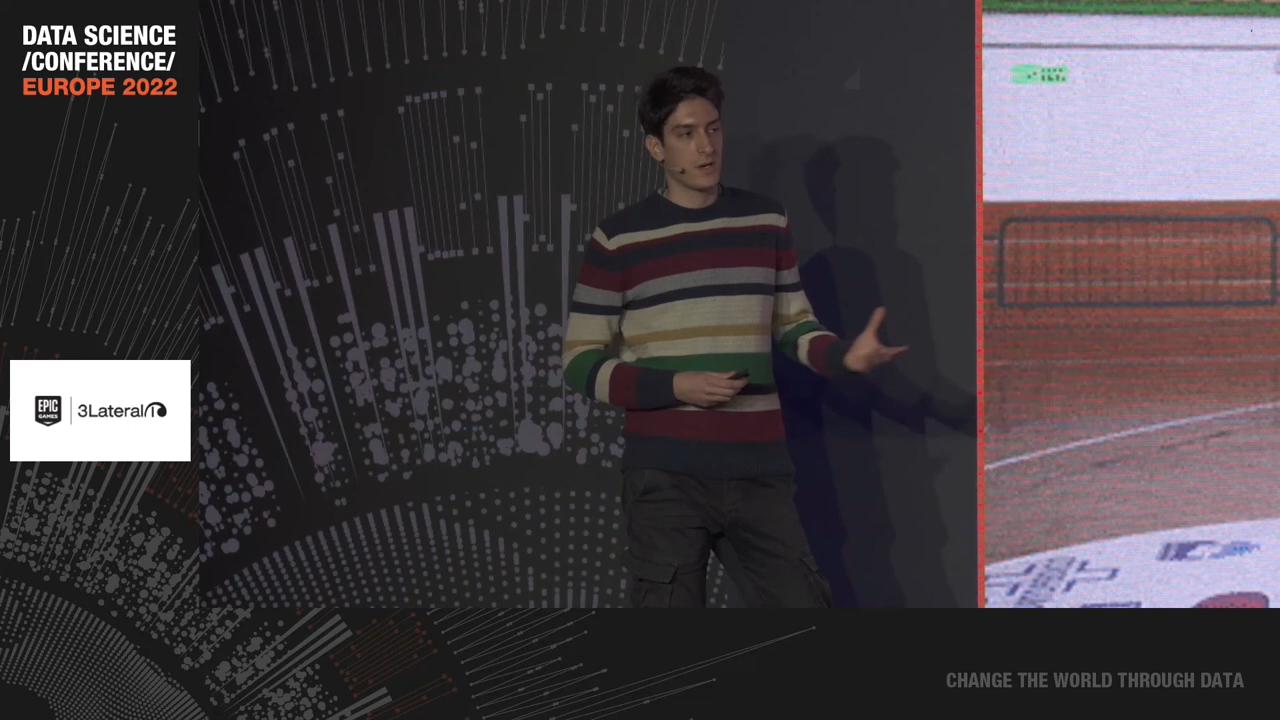 DATA SCIENCE
/CONFERENCE/
EUROPE 2022
EPIC
GAMES
3Lateral
CHANGE THE WORLD THROUGH DATA